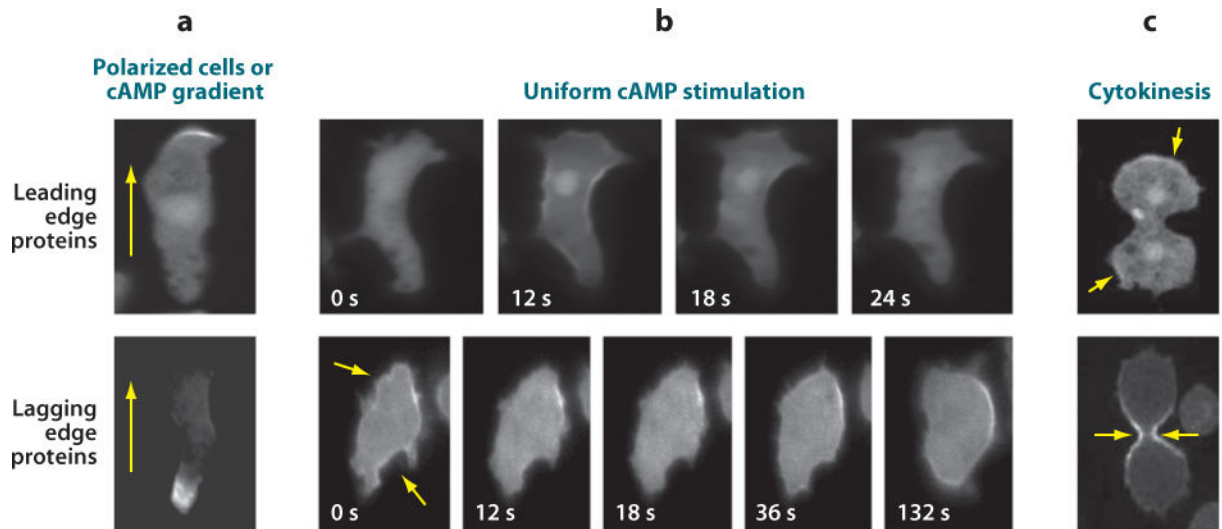 a
b
c
Polarized cells or
cAMP gradient
Uniform cAMP stimulation
Cytokinesis
Leading
edge
proteins
0 s
12 s
18 s
24 s
Lagging
edge
proteins
0 s
12 s
18 s
36 s
132 s